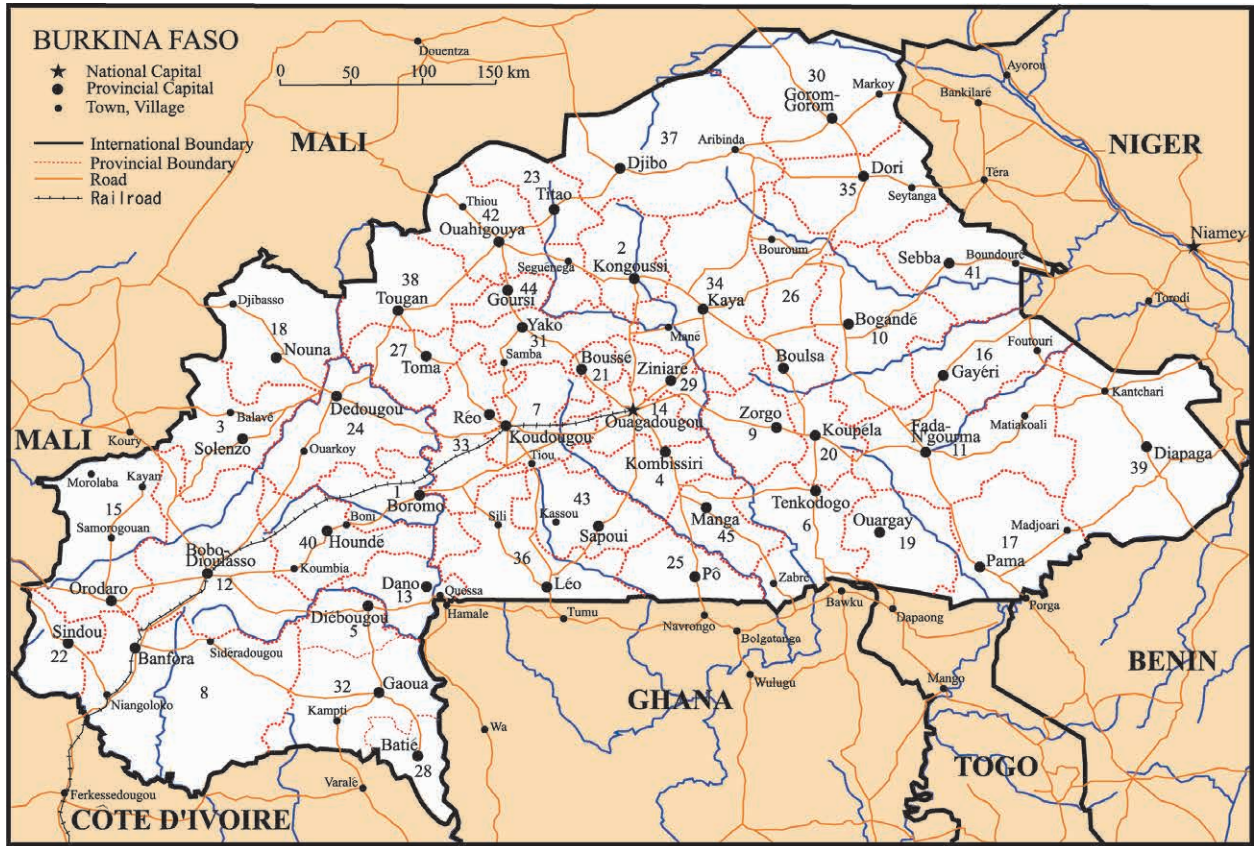 BURKINA FASO
National Capital
Provincial Capital
Town, Village
International Boundary
Provincial Boundary
Road
Railroad
0 50 100 150 km
Douentza
MALI
30
Gorom-
Gorom
Markoy
Ayorou
Bankilaré
NIGER
37
Aribinda
Djibo
Dori
35
Seytanga
Téra
23
Titao
Thiou
42
Ouahigouya
Niamey
2
Kongoussi
Séguénéga
Bouroum
Sebba
Boundouré
41
38
Tougan
44
Goursi
34
Kaya
26
Torodi
Djibasso
18
Nouna
Yako
31
Mané
Bogandé
10
27
Toma
Samba
Boussé
21
Ziniaré
29
Boulsa
16
Gayéri
Foutouri
Kantchari
Dedougou
24
Réo
7
Koudougou
Ouagadougou
14
Zorgo
9
Koupéla
20
Fada-
N'gourma
11
Matiakoali
Diapaga
39
MALI
Koury
3
Balavé
Solenzo
Ouarkoy
33
Tiou
Kombissiri
4
Morolaba
Kayan
15
Samorogouan
1
Boromo
Boni
40
Houndé
Sili
Kassou
43
Sapoui
Manga
45
Tenkodogo
6
Ouargay
19
Madjoari
17
Pama
Bobo-
Dioulasso
12
Koumbia
36
Léo
25
Pô
Zabré
Orodaro
Dano
13
Quessa
Hamale
Tumu
Navrongo
Bolgatanga
Bawku
Dapaong
Porga
Sindou
22
Banfora
Sidéradougou
Diébougou
5
8
32
Gaoua
GHANA
Wulugu
Mango
BENIN
Niangoloko
Kampti
Wa
Batié
28
TOGO
Ferkessedougou
Varalé
CÔTE D'IVOIRE